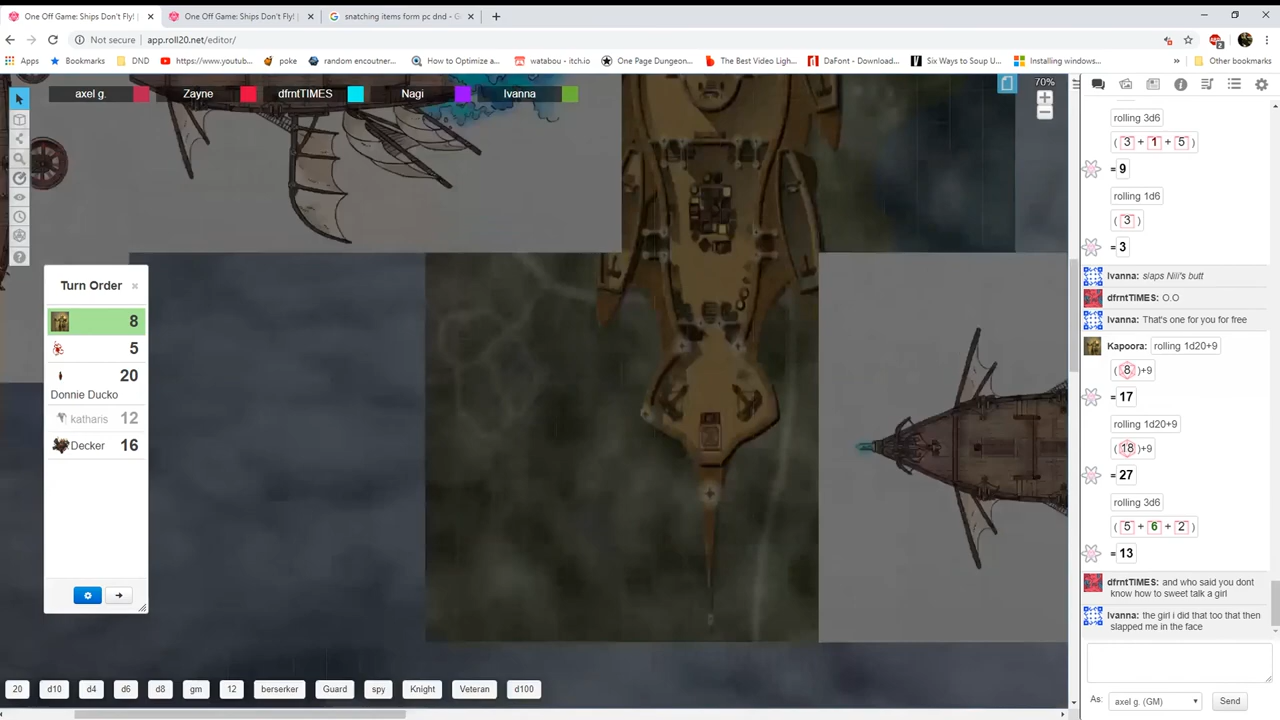 One Off Game: Ships Don't Fly! |
One Off Game: Ships Don't Fly! |
snatching items form pc dnd - G
Not secure | app.roll20.net/editor/
Apps Bookmarks DND https://www.youtub... poke random encoutner... How to Optimize a... watabou - itch.io One Page Dungeon... The Best Video Ligh... DaFont - Download... Six Ways to Soup U... Installing windows... » Other bookmarks
axel g. Zayne dfrntTIMES Nagi Ivanna
70%
rolling 3d6
( 3 + 1 + 5 )
= 9
rolling 1d6
( 3 )
= 3
Ivanna: slaps Nili's butt
dfrntTIMES: O.O
Ivanna: That's one for you for free
Kapoora: rolling 1d20+9
( 8 )+9
= 17
rolling 1d20+9
( 18 )+9
= 27
rolling 3d6
( 5 + 6 + 2 )
= 13
dfrntTIMES: and who said you dont
know how to sweet talk a girl
Ivanna: the girl i did that too that then
slapped me in the face
As: axel g. (GM) Send
Turn Order
8
5
20
Donnie Ducko
katharis 12
Decker 16
20 d10 d4 d6 d8 gm 12 berserker Guard spy Knight Veteran d100